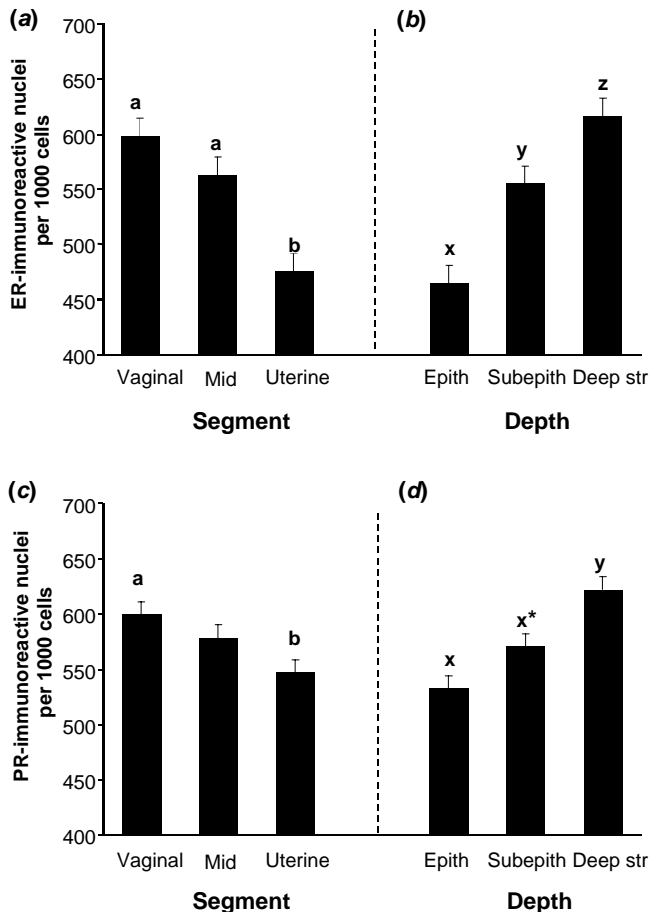 (a)
(b)
ER-immunoreactive nuclei
per 1000 cells
700
650
600
550
500
450
400
a
a
b
x
y
z
Vaginal Mid Uterine
Epith Subepith Deep str
Segment
Depth
(c)
(d)
PR-immunoreactive nuclei
per 1000 cells
700
650
600
550
500
450
400
a
b
x
x*
y
Vaginal Mid Uterine
Epith Subepith Deep str
Segment
Depth